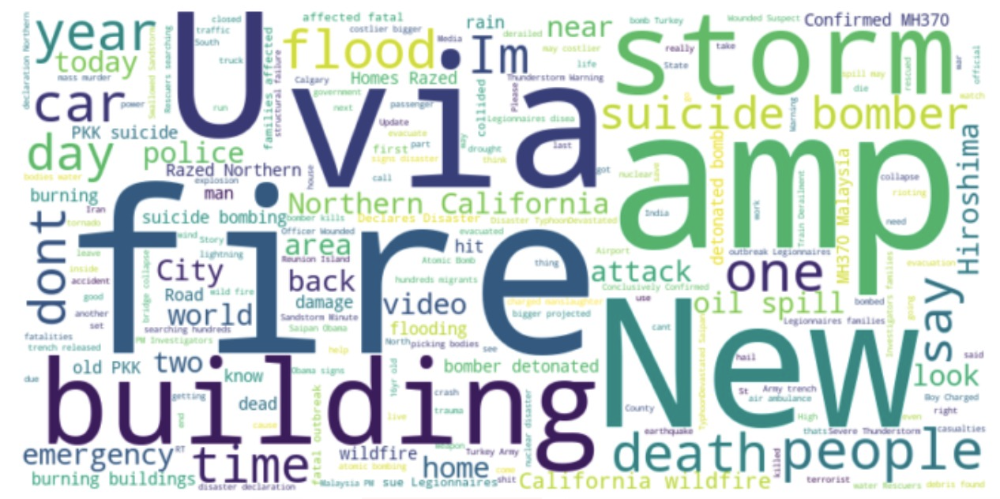 declaration Northern
year
closed
traffic
South
truck
run
U
affected fatal
costlier bigger
flood
Media
rain
Im
derailed
near
may costlier
life
bomb Turkey
really
State
Wounded Suspect
take
Confirmed MH370
storm
spill may
die
rescued
war
official
watch
today
mass murder
Swallowed Sandstorm
Rescuers searching
families affected
structural failure
Calgary
government
next
Homes Razed
passenger
Update
evacuate
part
via
collided
Please
Thunderstorm Warning
Legionnaires disma
car
power
PKK suicide
suicide bomber
Warning
go
day
police
first
signs disaster
call
may
drought
think
last
got
nuclear
save
amp
detonated bomb
MH370 Malaysia
Hiroshima
bodies water
Razed Northern
explosion
man
house
burning
Iran
tornado
suicide bombing
Northern California
bomber kills
Declares Disaster
Disaster TyphoonDevastated
India
work
Train Derailment
collapse
rioting
need
dont
leave
fire
wind
Story
lightning
Officer Wounded
evacuated
area
Reunion Island
hit
Atomic Bomb
thing
Airport
outbreak Legionnaires
one
families
evacuation
inside
accident
good
another
set
bridge collapse
City
Road
wild fire
world
back
damage
Sandstorm Minute
Saipan Obama
hundreds migrants
video
charged manslaughter
bigger projected
flooding
attack
Conclusively Confirmed
use
oil spill
bombed
say
fatalities
trench released
searching hundreds
PM Investigators
help
North
picking bodies
see
cant
New
TyphoonDevastated Saipan
Legionnaires families
Investigators families
going
said
due
old PKK
two
know
Obama signs
16yr old
bomber detonated
hail
look
building
getting
end
dead
cause
live
crash
trauma
nuclear disaster
County
St
Army trench
air ambulance
High
even
Boy Charged
right
emergency
RT
time
fatal outbreak
wildfire
weapon
Turkey Army
earthquake
death
thats
Severe Thunderstorm
casualties
people
burning buildings
disaster declaration
atomic bombing
Malaysia PM
sue Legionnaires
home
come
shit
California wildfire
killed
terrorist
water Rescuers
debris found